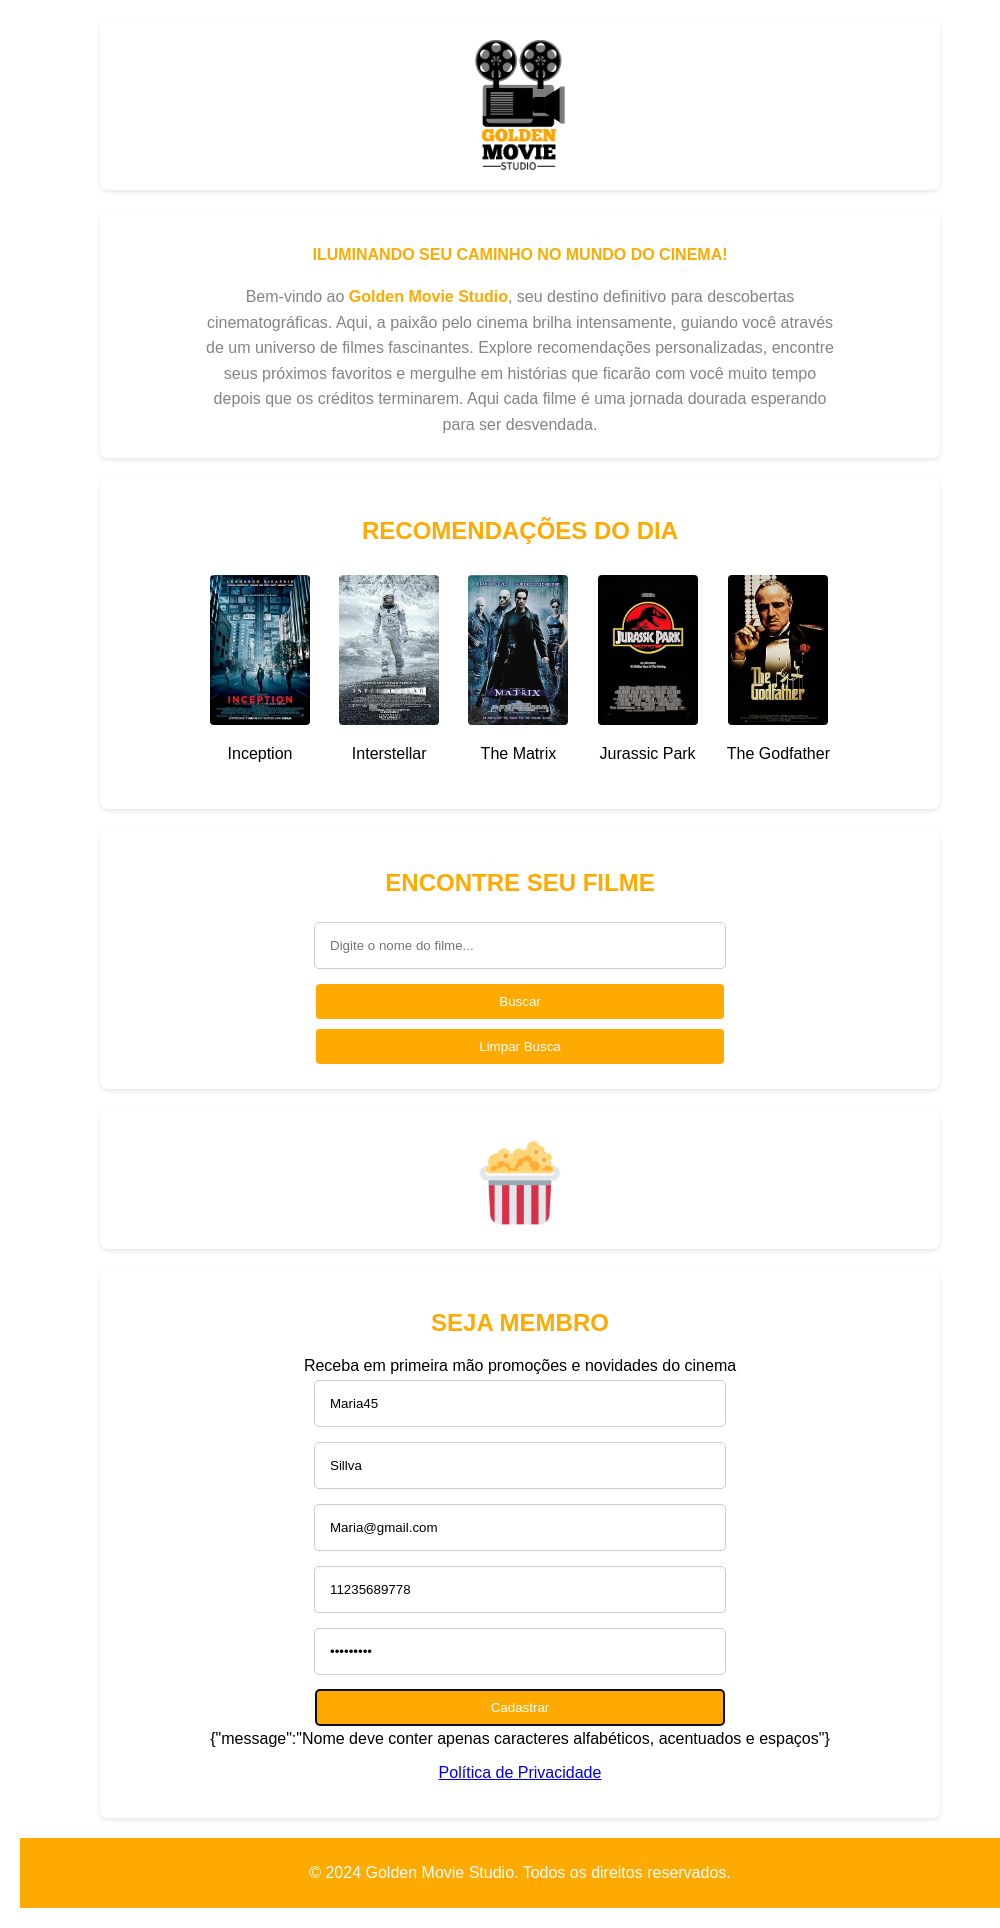 GOLDEN
MOVIE
STUDIO
ILUMINANDO SEU CAMINHO NO MUNDO DO CINEMA!
Bem-vindo ao Golden Movie Studio, seu destino definitivo para descobertas
cinematográficas. Aqui, a paixão pelo cinema brilha intensamente, guiando você através
de um universo de filmes fascinantes. Explore recomendações personalizadas, encontre
seus próximos favoritos e mergulhe em histórias que ficarão com você muito tempo
depois que os créditos terminarem. Aqui cada filme é uma jornada dourada esperando
para ser desvendada.
RECOMENDAÇÕES DO DIA
LEONARDO DICAPRIO
INCEPTION
INTERSTELLAR
MATRIX
JURASSIC PARK
The
Godfather
Inception
Interstellar
The Matrix
Jurassic Park
The Godfather
ENCONTRE SEU FILME
Digite o nome do filme...
Buscar
Limpar Busca
SEJA MEMBRO
Receba em primeira mão promoções e novidades do cinema
Maria45
Sillva
Maria@gmail.com
11235689778
•••••••••
Cadastrar
{"message":"Nome deve conter apenas caracteres alfabéticos, acentuados e espaços"}
Política de Privacidade
© 2024 Golden Movie Studio. Todos os direitos reservados.